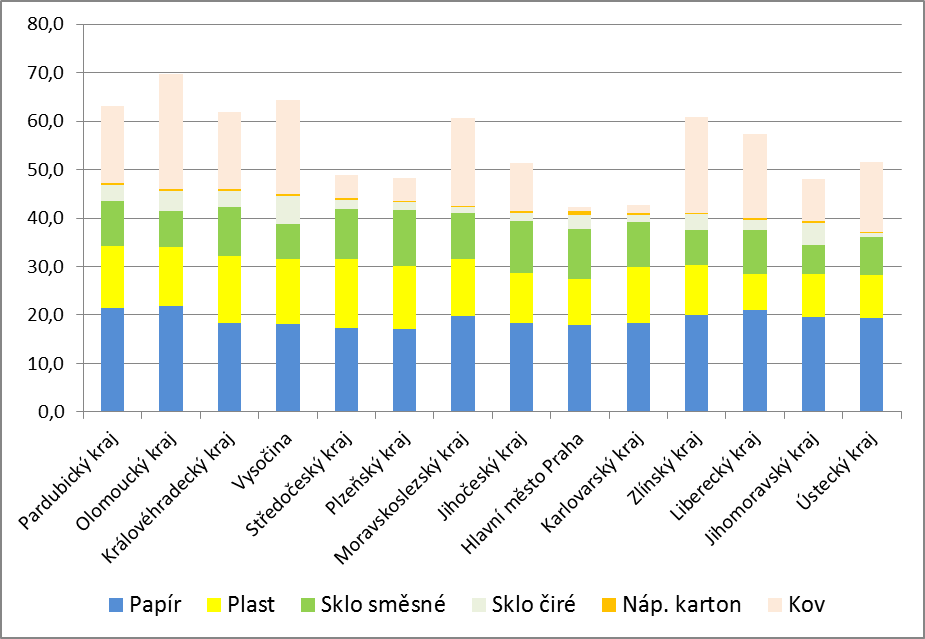 80,0
70,0
60,0
50,0
40,0
30,0
20,0
10,0
0,0
Pardubický kraj
Olomoucký kraj
Královéhradecký kraj
Vysočina
Středočeský kraj
Plzeňský kraj
Moravskoslezský kraj
Jihočeský kraj
Hlavní město Praha
Karlovarský kraj
Zlínský kraj
Liberecký kraj
Jihomoravský kraj
Ústecký kraj
Papír Plast Sklo směsné Sklo čiré Náp. karton Kov